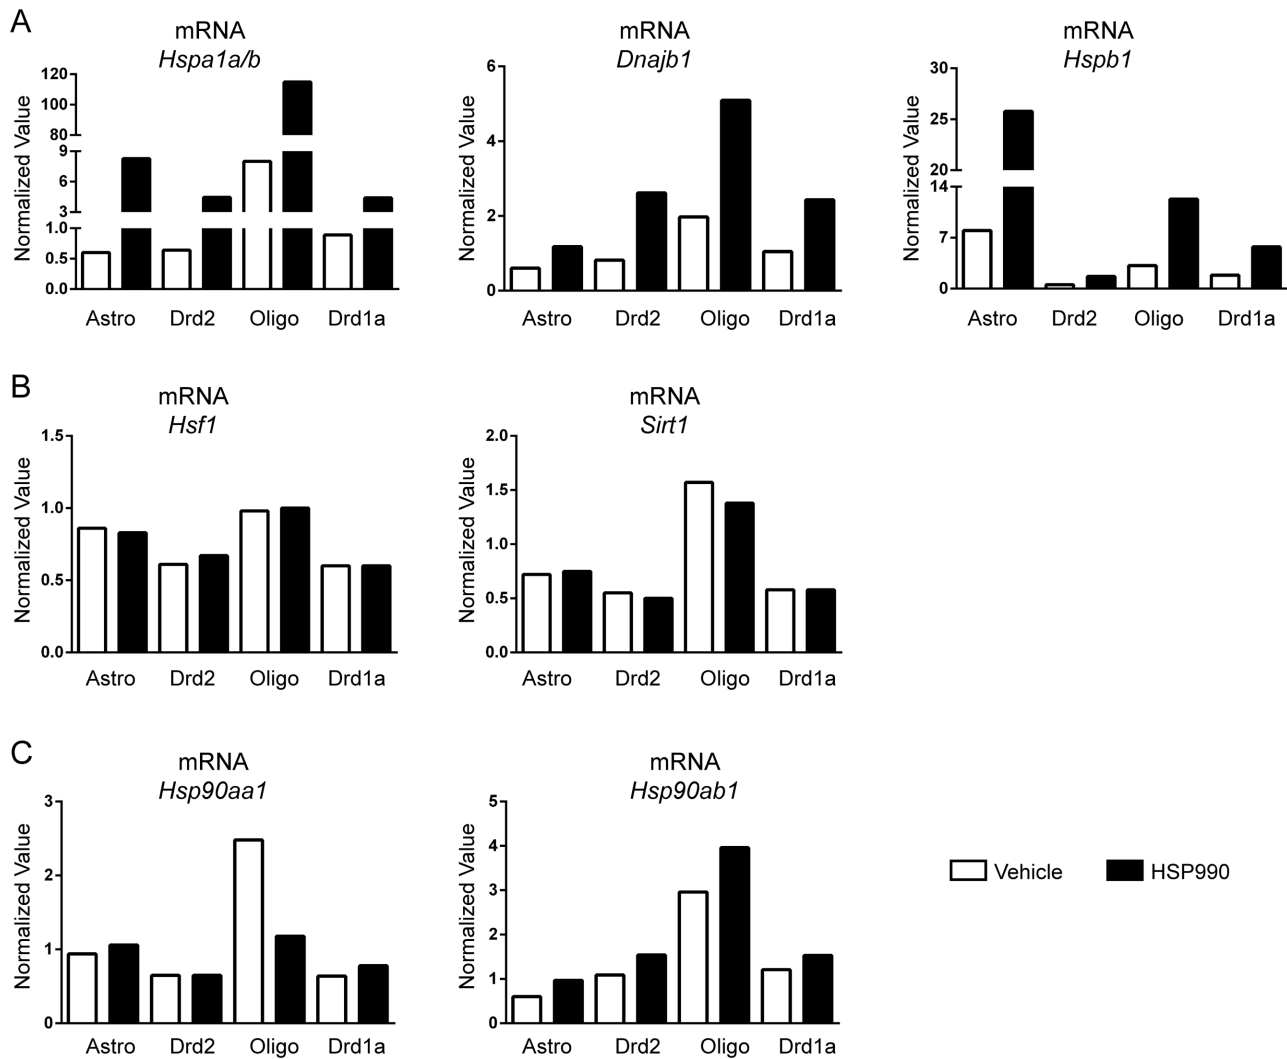 A
mRNA
Hspa1a/b
Normalized Value
120
100
80
9
6
3
1.0
0.5
0.0
Astro Drd2 Oligo Drd1a
mRNA
Dnajb1
Normalized Value
6
4
2
0
Astro Drd2 Oligo Drd1a
mRNA
Hspb1
Normalized Value
30
25
20
14
7
0
Astro Drd2 Oligo Drd1a
B
mRNA
Hsf1
Normalized Value
1.5
1.0
0.5
0.0
Astro Drd2 Oligo Drd1a
mRNA
Sirt1
Normalized Value
2.0
1.5
1.0
0.5
0.0
Astro Drd2 Oligo Drd1a
C
mRNA
Hsp90aa1
Normalized Value
3
2
1
0
Astro Drd2 Oligo Drd1a
mRNA
Hsp90ab1
Normalized Value
5
4
3
2
1
0
Astro Drd2 Oligo Drd1a
Vehicle HSP990